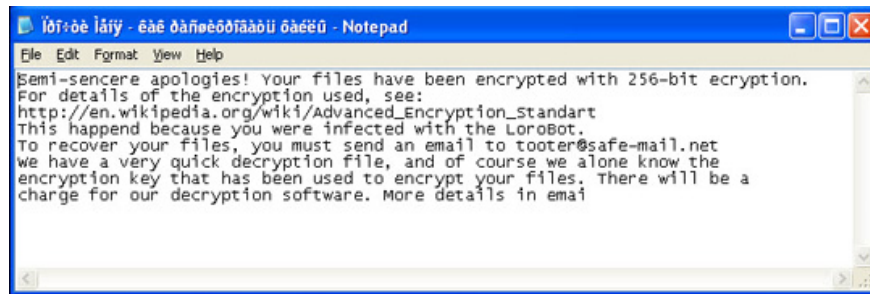 Ïðî÷òè Ìåíÿ - êàê ðàñøèôðîâàòü ôàéëû - Notepad
File Edit Format View Help
Semi-sencere apologies! Your files have been encrypted with 256-bit ecryption.
For details of the encryption used, see:
http://en.wikipedia.org/wiki/Advanced_Encryption_Standart
This happend because you were infected with the LoroBot.
To recover your files, you must send an email to tooter@safe-mail.net
We have a very quick decryption file, and of course we alone know the
encryption key that has been used to encrypt your files. There will be a
charge for our decryption software. More details in emai